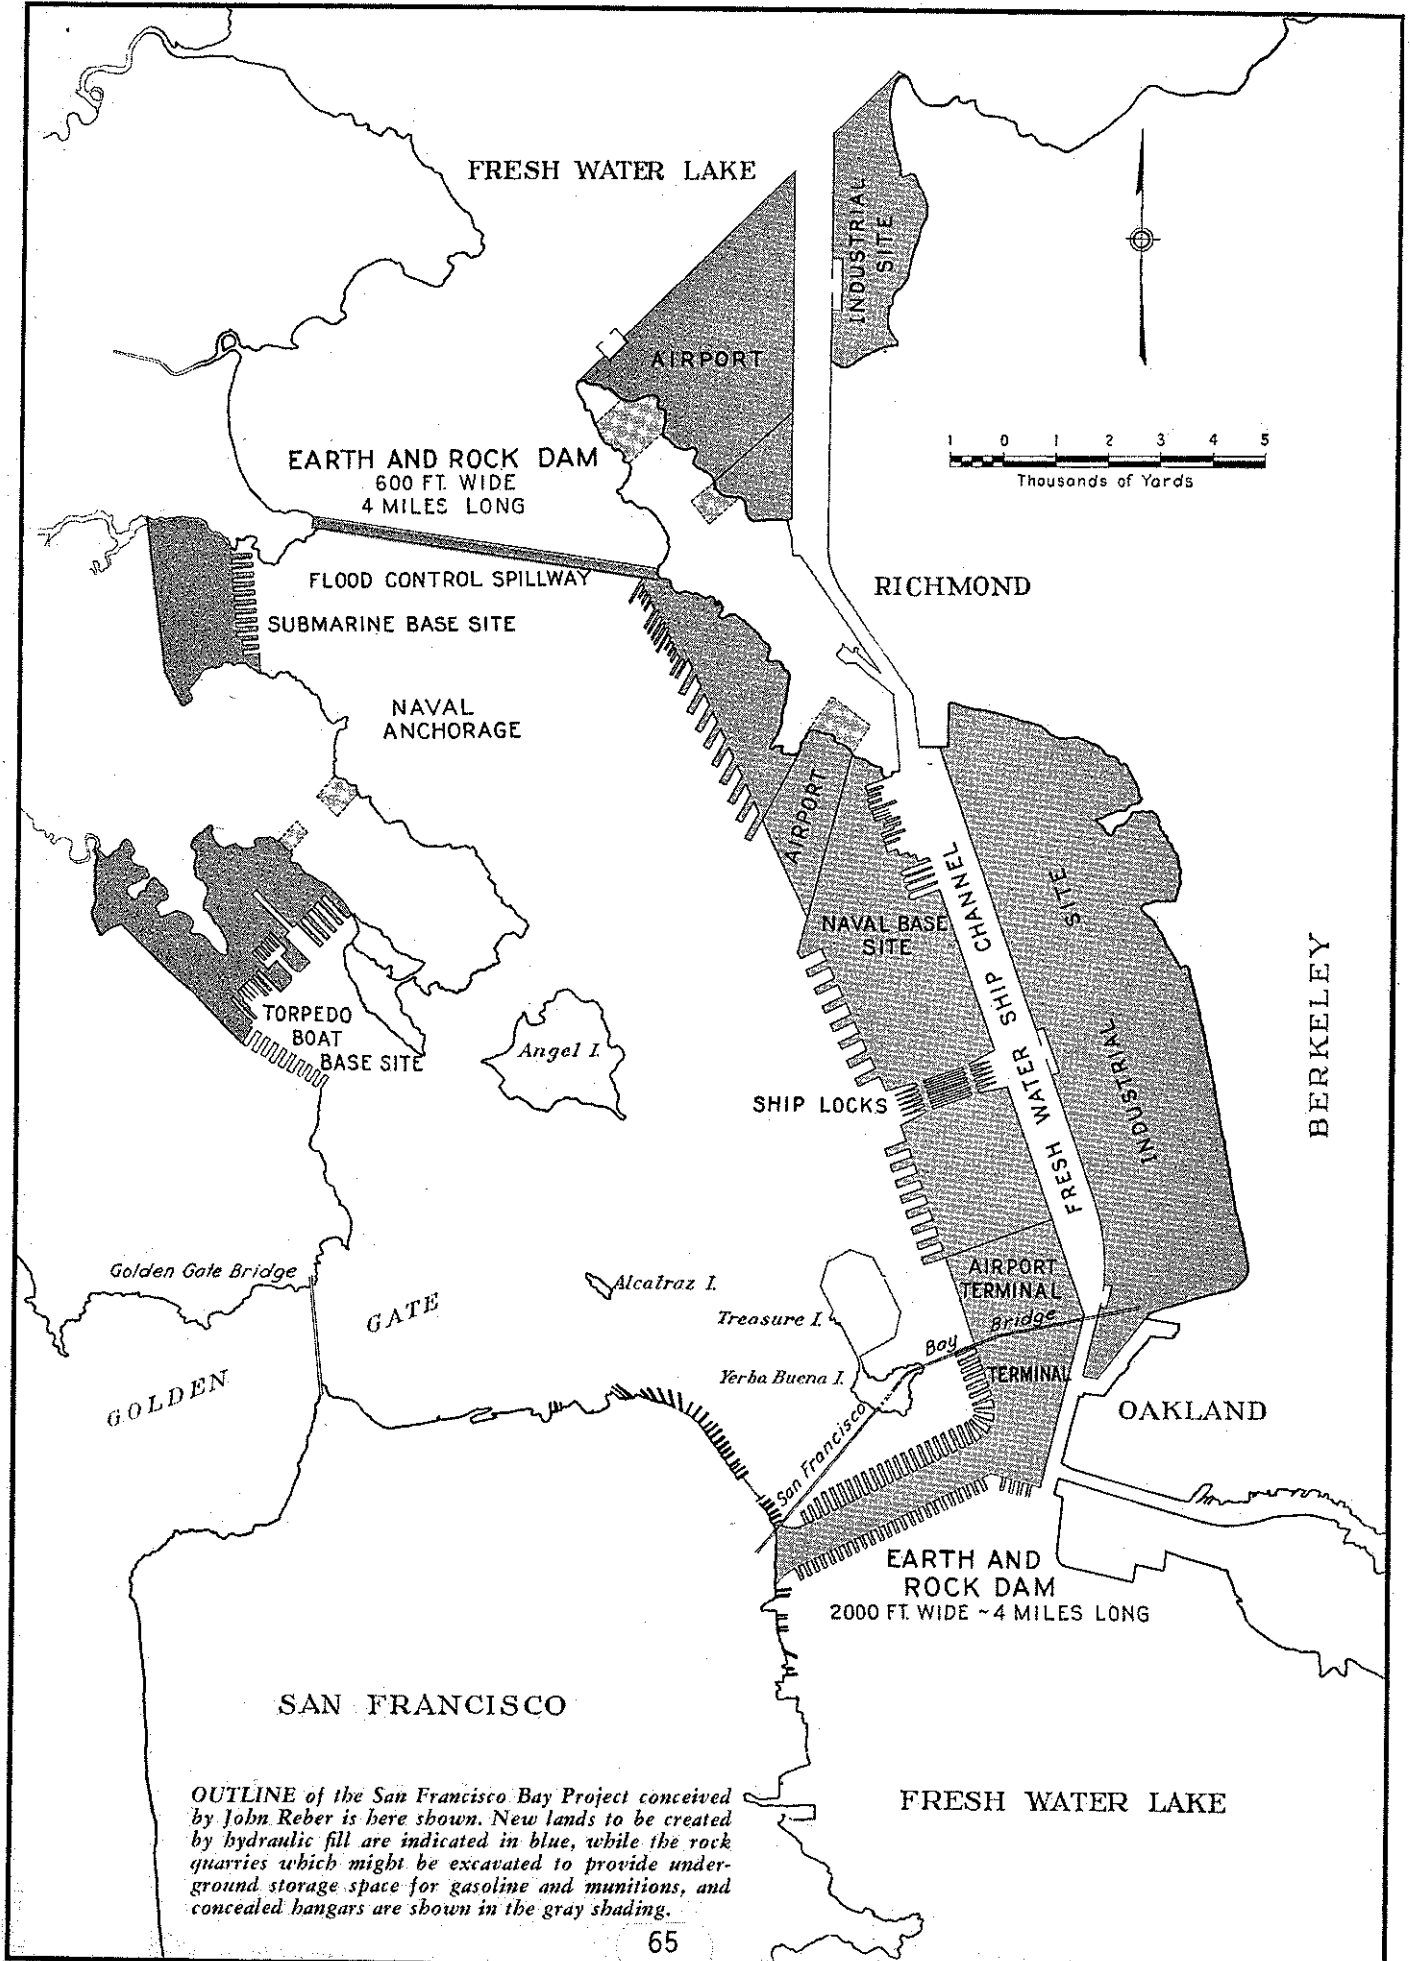 FRESH WATER LAKE
INDUSTRIAL
SITE
AIRPORT
1 0 1 2 3 4 5
Thousands of Yards
EARTH AND ROCK DAM
600 FT. WIDE
4 MILES LONG
FLOOD CONTROL SPILLWAY
RICHMOND
SUBMARINE BASE SITE
NAVAL
ANCHORAGE
AIRPORT
NAVAL BASE
SITE
FRESH WATER SHIP CHANNEL
INDUSTRIAL SITE
BERKELEY
TORPEDO
BOAT
BASE SITE
Angel I.
SHIP LOCKS
Golden Gate Bridge
GOLDEN GATE
Alcatraz I.
AIRPORT
TERMINAL
Treasure I.
San Francisco Bay Bridge
Yerba Buena I.
TERMINAL
OAKLAND
EARTH AND
ROCK DAM
2000 FT. WIDE ~ 4 MILES LONG
SAN FRANCISCO
FRESH WATER LAKE
OUTLINE of the San Francisco Bay Project conceived
by John Reber is here shown. New lands to be created
by hydraulic fill are indicated in blue, while the rock
quarries which might be excavated to provide under-
ground storage space for gasoline and munitions, and
concealed hangars are shown in the gray shading.
65